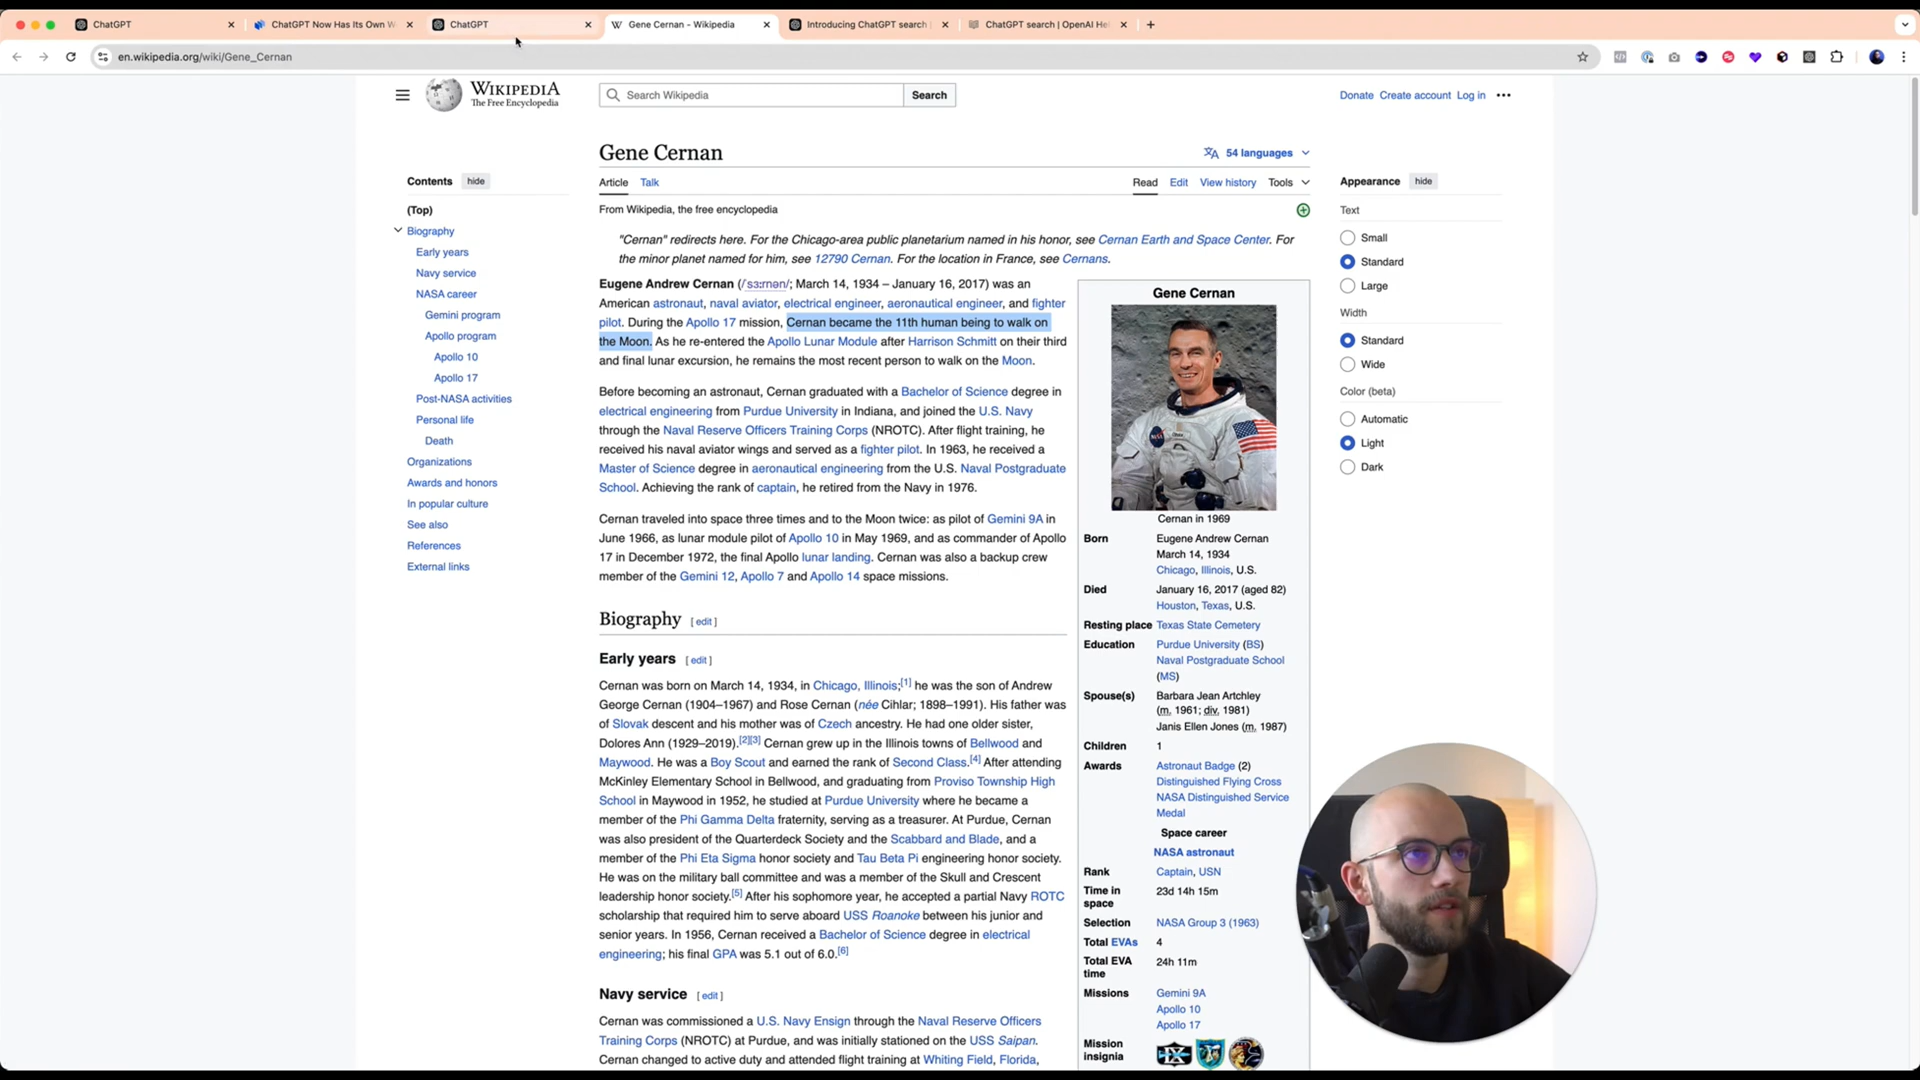 ChatGPT
ChatGPT Now Has Its Own W
ChatGPT
Gene Cernan - Wikipedia
Introducing ChatGPT search
ChatGPT search | OpenAI He
en.wikipedia.org/wiki/Gene_Cernan
WIKIPEDIA
The Free Encyclopedia
Search Wikipedia
Search
Donate Create account Log in
Gene Cernan
54 languages
Article Talk
Read Edit View history Tools
From Wikipedia, the free encyclopedia
Contents hide
(Top)
Biography
Early years
Navy service
NASA career
Gemini program
Apollo program
Apollo 10
Apollo 17
Post-NASA activities
Personal life
Death
Organizations
Awards and honors
In popular culture
See also
References
External links
"Cernan" redirects here. For the Chicago-area public planetarium named in his honor, see Cernan Earth and Space Center. For
the minor planet named for him, see 12790 Cernan. For the location in France, see Cernans.
Eugene Andrew Cernan (/ˈsɜːrnən/; March 14, 1934 – January 16, 2017) was an
American astronaut, naval aviator, electrical engineer, aeronautical engineer, and fighter
pilot. During the Apollo 17 mission, Cernan became the 11th human being to walk on
the Moon. As he re-entered the Apollo Lunar Module after Harrison Schmitt on their third
and final lunar excursion, he remains the most recent person to walk on the Moon.
Before becoming an astronaut, Cernan graduated with a Bachelor of Science degree in
electrical engineering from Purdue University in Indiana, and joined the U.S. Navy
through the Naval Reserve Officers Training Corps (NROTC). After flight training, he
received his naval aviator wings and served as a fighter pilot. In 1963, he received a
Master of Science degree in aeronautical engineering from the U.S. Naval Postgraduate
School. Achieving the rank of captain, he retired from the Navy in 1976.
Cernan traveled into space three times and to the Moon twice: as pilot of Gemini 9A in
June 1966, as lunar module pilot of Apollo 10 in May 1969, and as commander of Apollo
17 in December 1972, the final Apollo lunar landing. Cernan was also a backup crew
member of the Gemini 12, Apollo 7 and Apollo 14 space missions.
Biography [ edit ]
Early years [ edit ]
Cernan was born on March 14, 1934, in Chicago, Illinois;[1] he was the son of Andrew
George Cernan (1904–1967) and Rose Cernan (née Cihlar; 1898–1991). His father was
of Slovak descent and his mother was of Czech ancestry. He had one older sister,
Dolores Ann (1929–2019).[2][3] Cernan grew up in the Illinois towns of Bellwood and
Maywood. He was a Boy Scout and earned the rank of Second Class.[4] After attending
McKinley Elementary School in Bellwood, and graduating from Proviso Township High
School in Maywood in 1952, he studied at Purdue University where he became a
member of the Phi Gamma Delta fraternity, serving as a treasurer. At Purdue, Cernan
was also president of the Quarterdeck Society and the Scabbard and Blade, and a
member of the Phi Eta Sigma honor society and Tau Beta Pi engineering honor society.
He was on the military ball committee and was a member of the Skull and Crescent
leadership honor society.[5] After his sophomore year, he accepted a partial Navy ROTC
scholarship that required him to serve aboard USS Roanoke between his junior and
senior years. In 1956, Cernan received a Bachelor of Science degree in electrical
engineering; his final GPA was 5.1 out of 6.0.[6]
Navy service [ edit ]
Cernan was commissioned a U.S. Navy Ensign through the Naval Reserve Officers
Training Corps (NROTC) at Purdue, and was initially stationed on the USS Saipan.
Cernan changed to active duty and attended flight training at Whiting Field, Florida,
Gene Cernan
NASA
Cernan in 1969
Born Eugene Andrew Cernan
March 14, 1934
Chicago, Illinois, U.S.
Died January 16, 2017 (aged 82)
Houston, Texas, U.S.
Resting place Texas State Cemetery
Education Purdue University (BS)
Naval Postgraduate School
(MS)
Spouse(s) Barbara Jean Artchley
(m. 1961; div. 1981)
Janis Ellen Jones (m. 1987)
Children 1
Awards Astronaut Badge (2)
Distinguished Flying Cross
NASA Distinguished Service
Medal
Space career
NASA astronaut
Rank Captain, USN
Time in 23d 14h 15m
space
Selection NASA Group 3 (1963)
Total EVAs 4
Total EVA 24h 11m
time
Missions Gemini 9A
Apollo 10
Apollo 17
Mission
insignia
Appearance hide
Text
Small
Standard
Large
Width
Standard
Wide
Color (beta)
Automatic
Light
Dark